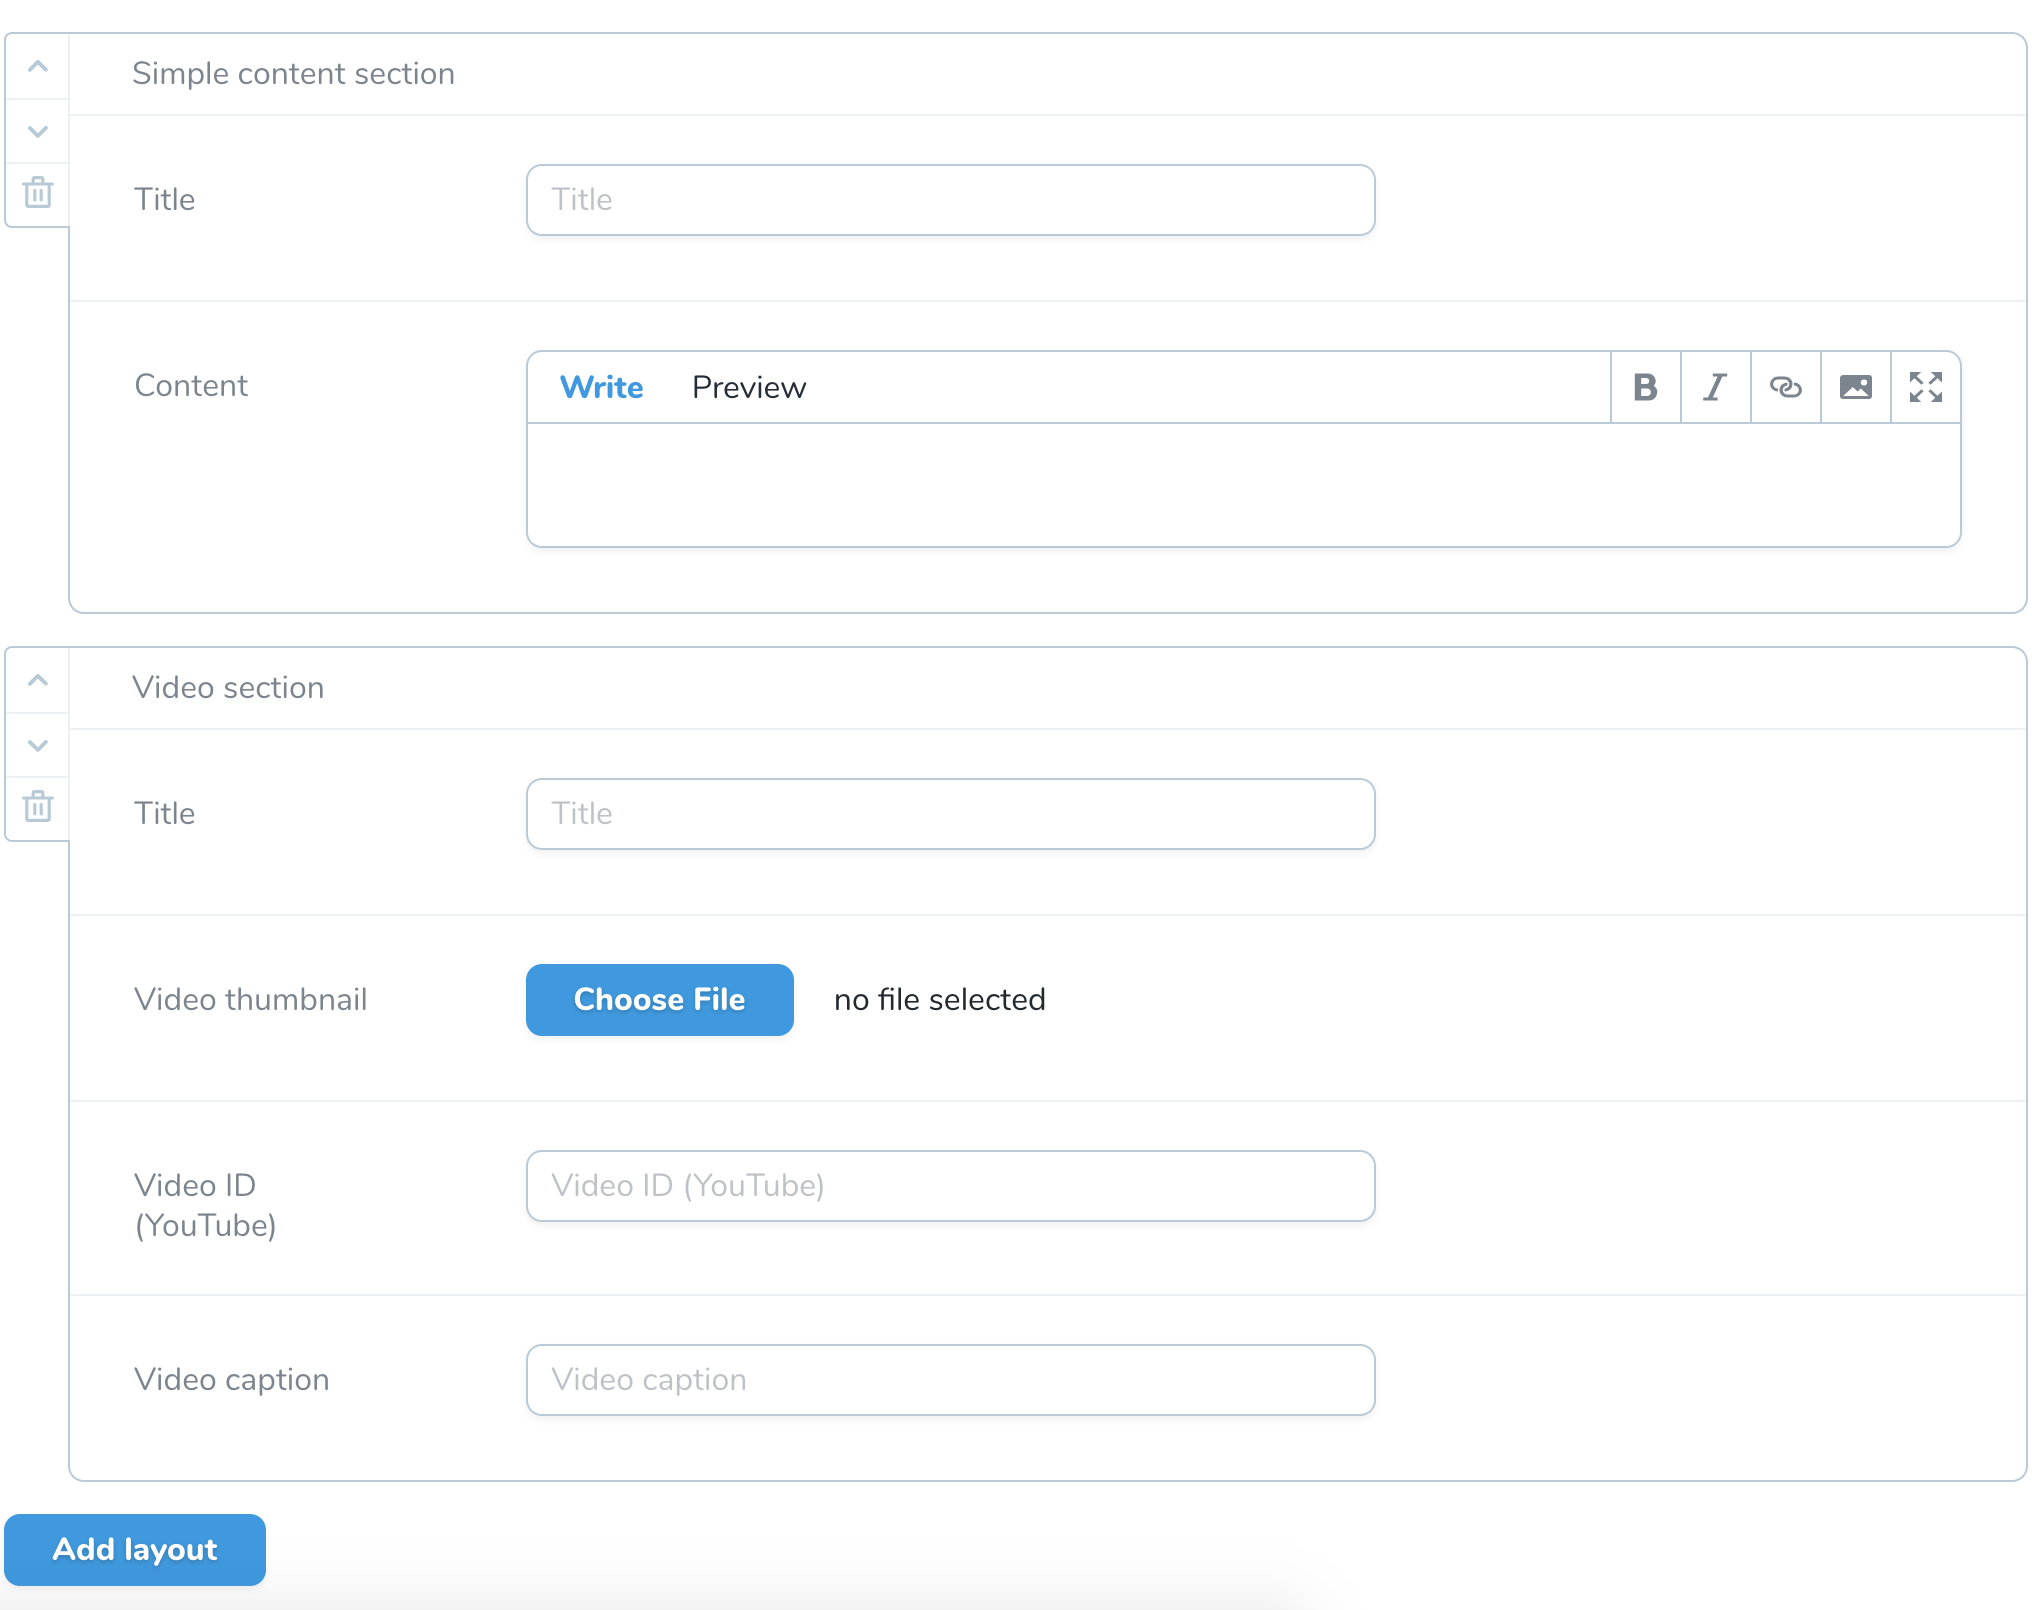 Simple content section
Title
Title
Content
Write Preview B I
Video section
Title
Title
Video thumbnail
Choose File no file selected
Video ID
(YouTube)
Video ID (YouTube)
Video caption
Video caption
Add layout